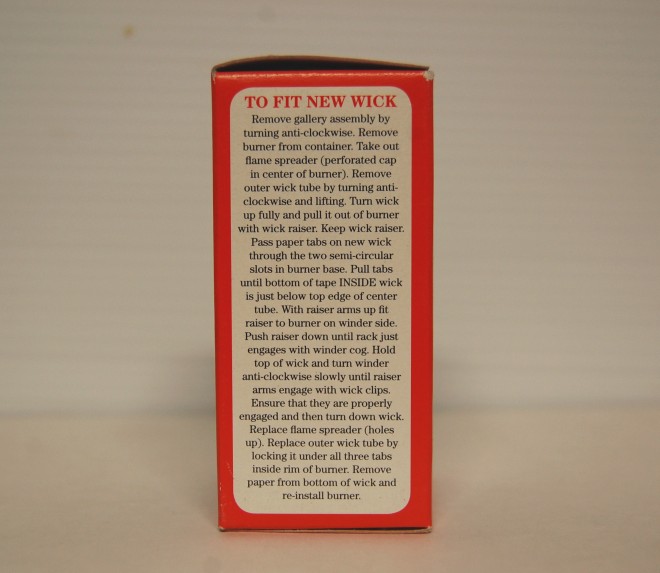 TO FIT NEW WICK
Remove gallery assembly by
turning anti-clockwise. Remove
burner from container. Take out
flame spreader (perforated cap
in center of burner). Remove
outer wick tube by turning anti-
clockwise and lifting. Turn wick
up fully and pull it out of burner
with wick raiser. Keep wick raiser.
Pass paper tabs on new wick
through the two semi-circular
slots in burner base. Pull tabs
until bottom of tape INSIDE wick
is just below top edge of center
tube. With raiser arms up fit
raiser to burner on winder side.
Push raiser down until rack just
engages with winder cog. Hold
top of wick and turn winder
anti-clockwise slowly until raiser
arms engage with wick clips.
Ensure that they are properly
engaged and then turn down wick.
Replace flame spreader (holes
up). Replace outer wick tube by
locking it under all three tabs
inside rim of burner. Remove
paper from bottom of wick and
re-install burner.